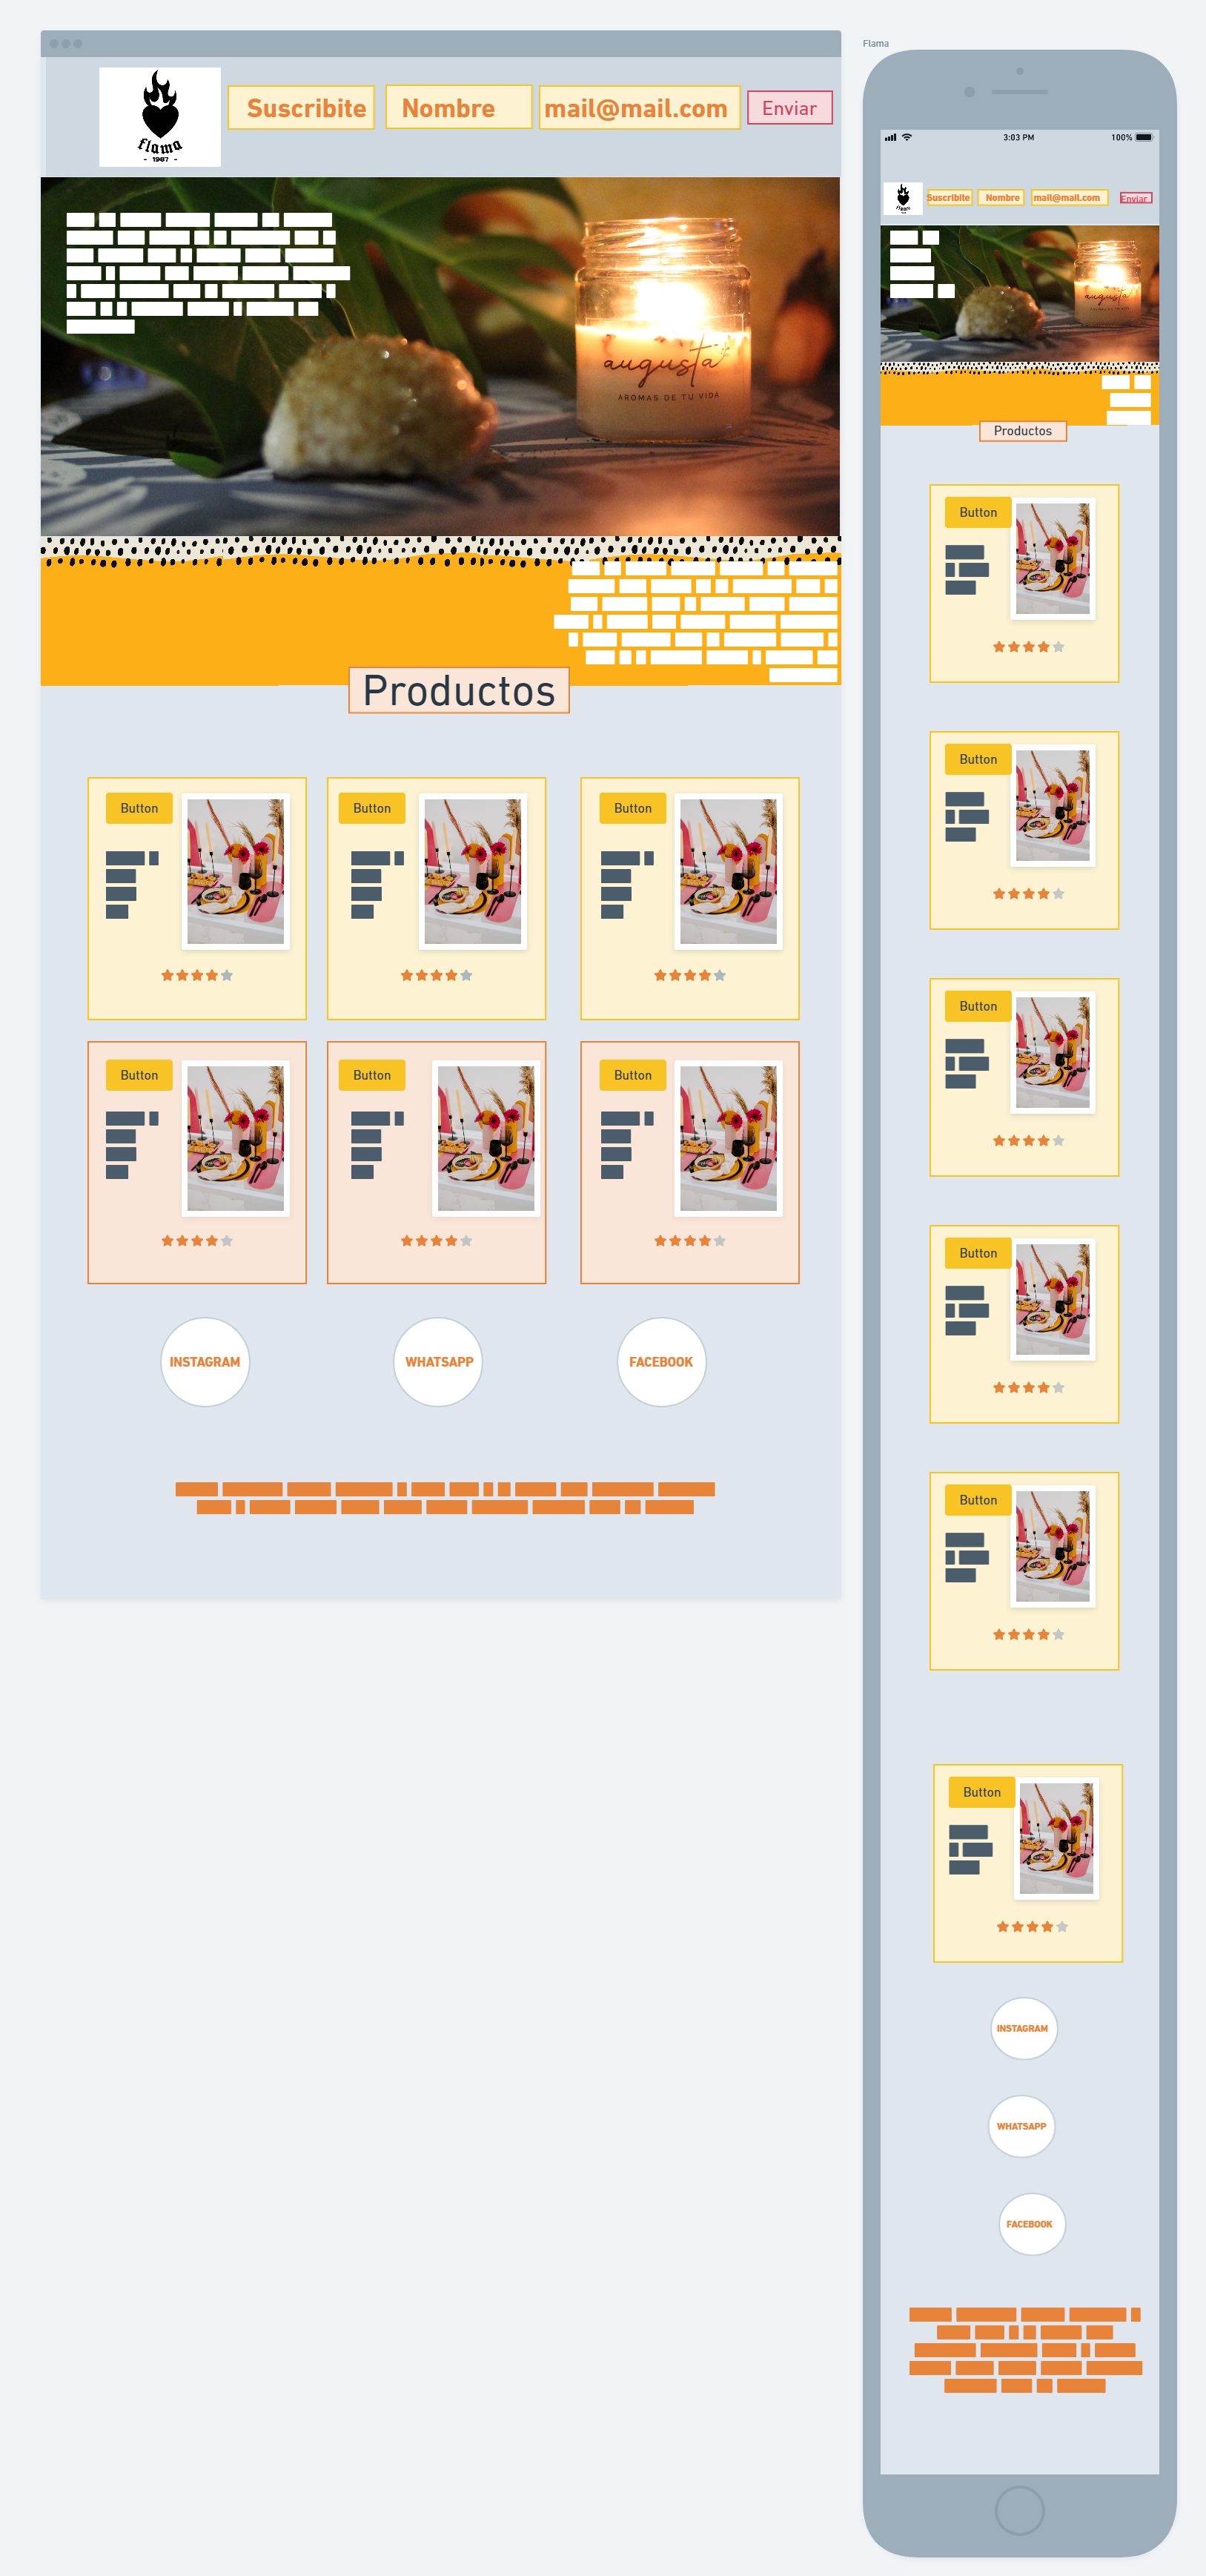 Flama
flama
- 1987 -
Suscribite
Nombre
mail@mail.com
Enviar
augusta
AROMAS DE TU VIDA
Productos
Button
Button
Button
Button
Button
Button
INSTAGRAM
WHATSAPP
FACEBOOK
3:03 PM
100%
flama
Suscribite
Nombre
mail@mail.com
Enviar
augusta
Productos
Button
Button
Button
Button
Button
Button
INSTAGRAM
WHATSAPP
FACEBOOK